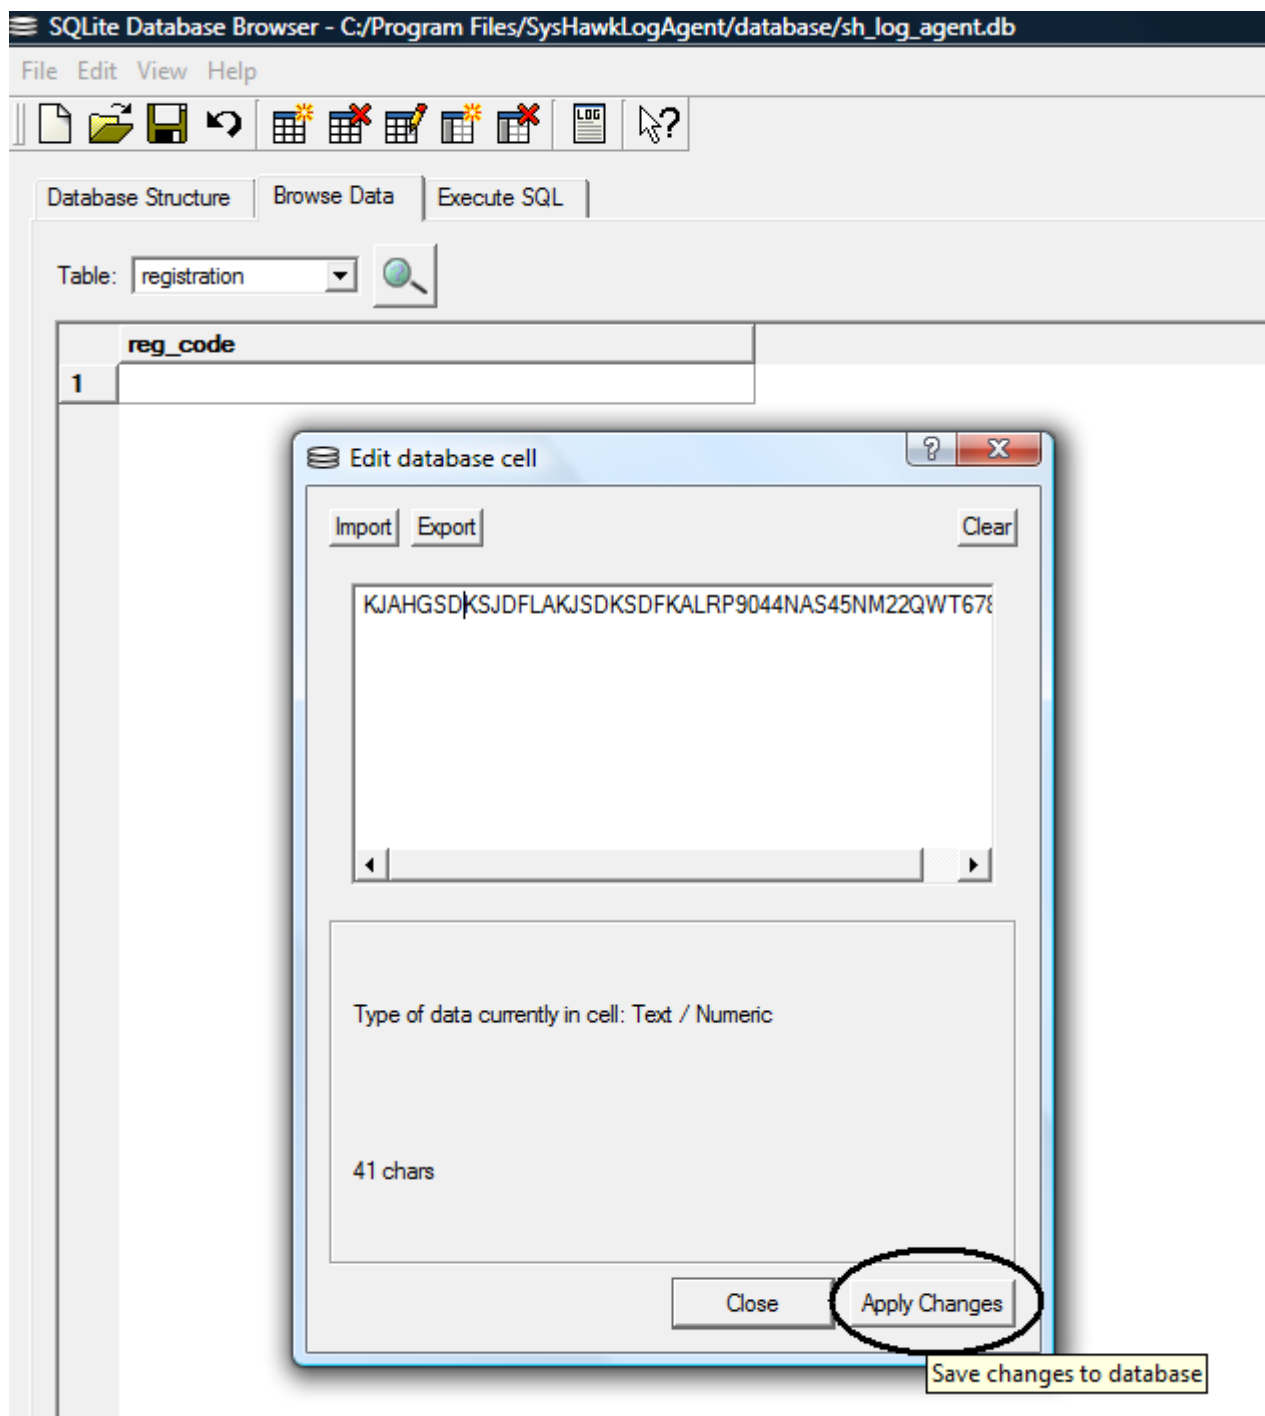 SQLite Database Browser - C:/Program Files/SysHawkLogAgent/database/sh_log_agent.db
File Edit View Help
LOG ?
Database Structure Browse Data Execute SQL
Table: registration
reg_code
1
Edit database cell ? X
Import Export Clear
KJAHGSDKSJDFLAKJSDKSDFKALRP9044NAS45NM22QWT678
Type of data currently in cell: Text / Numeric
41 chars
Close Apply Changes
Save changes to database